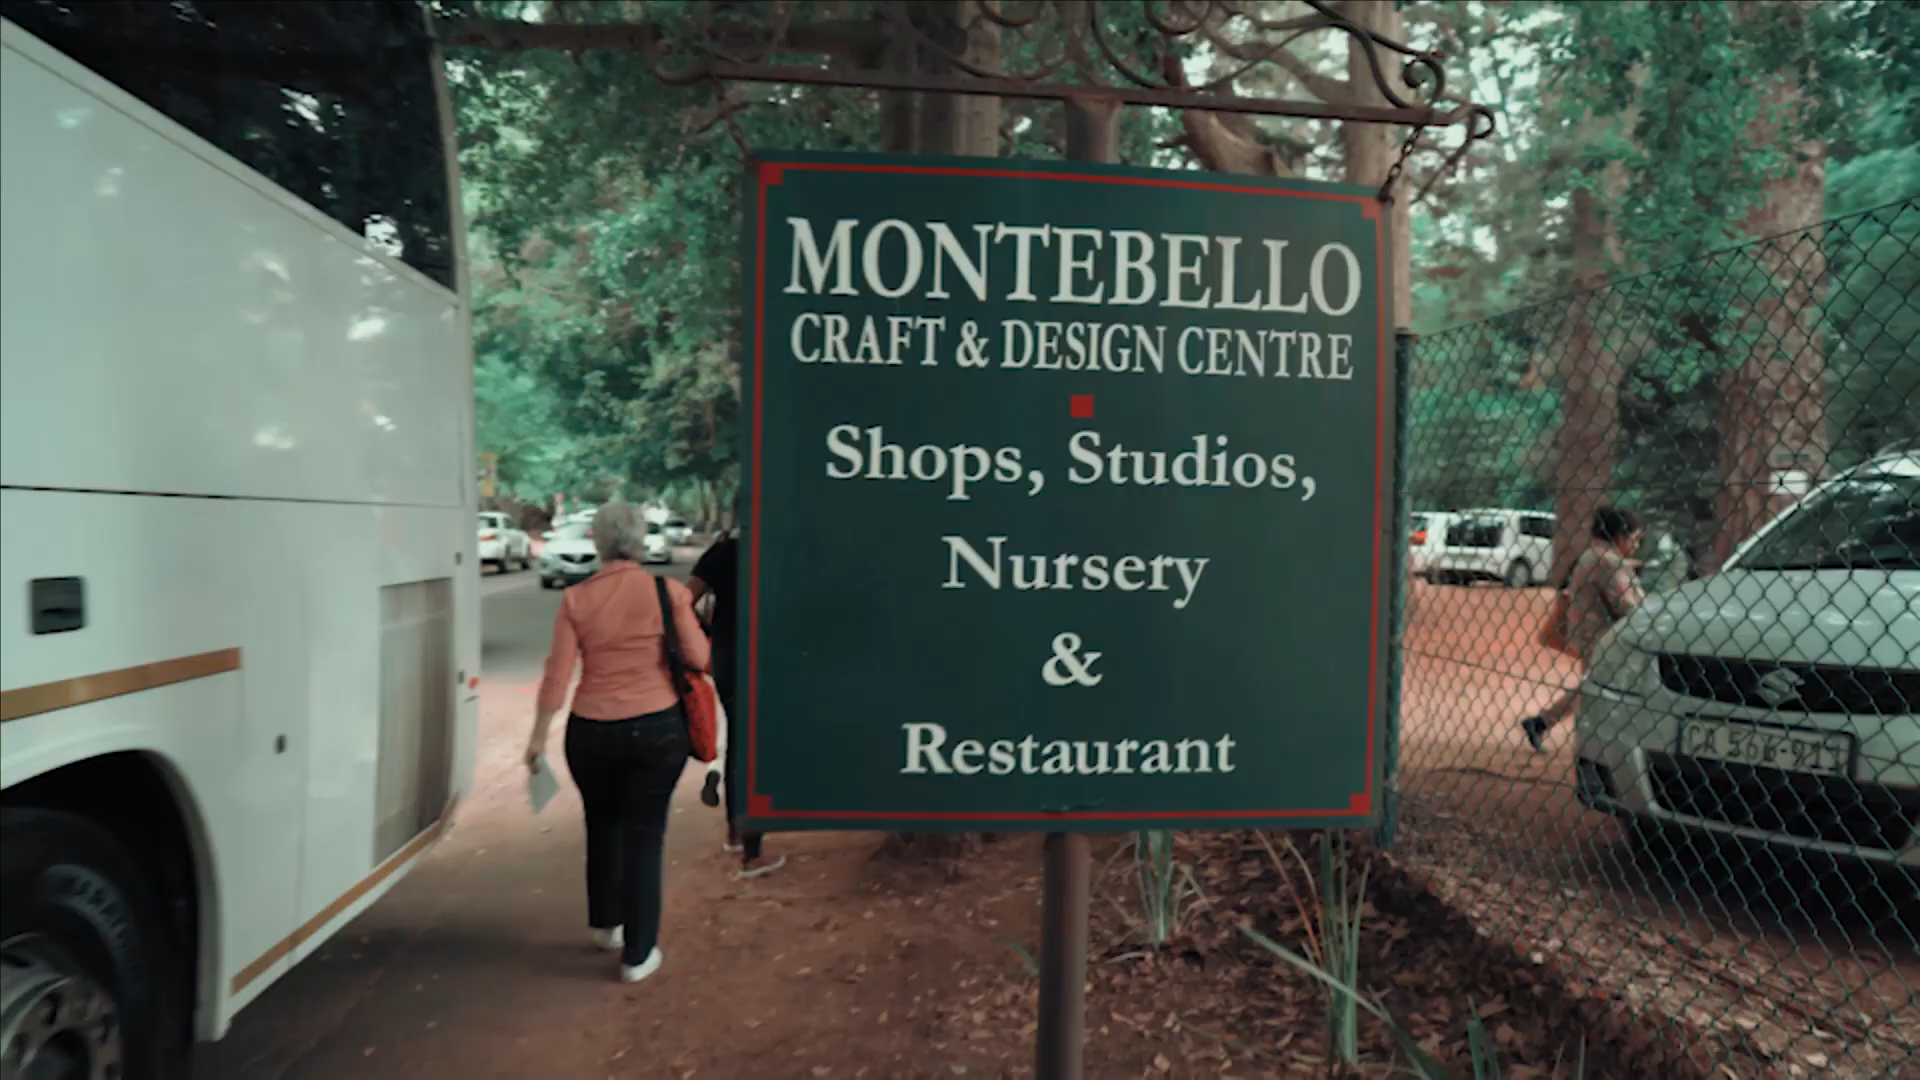 MONTEBELLO
CRAFT & DESIGN CENTRE
Shops, Studios,
Nursery
&
Restaurant